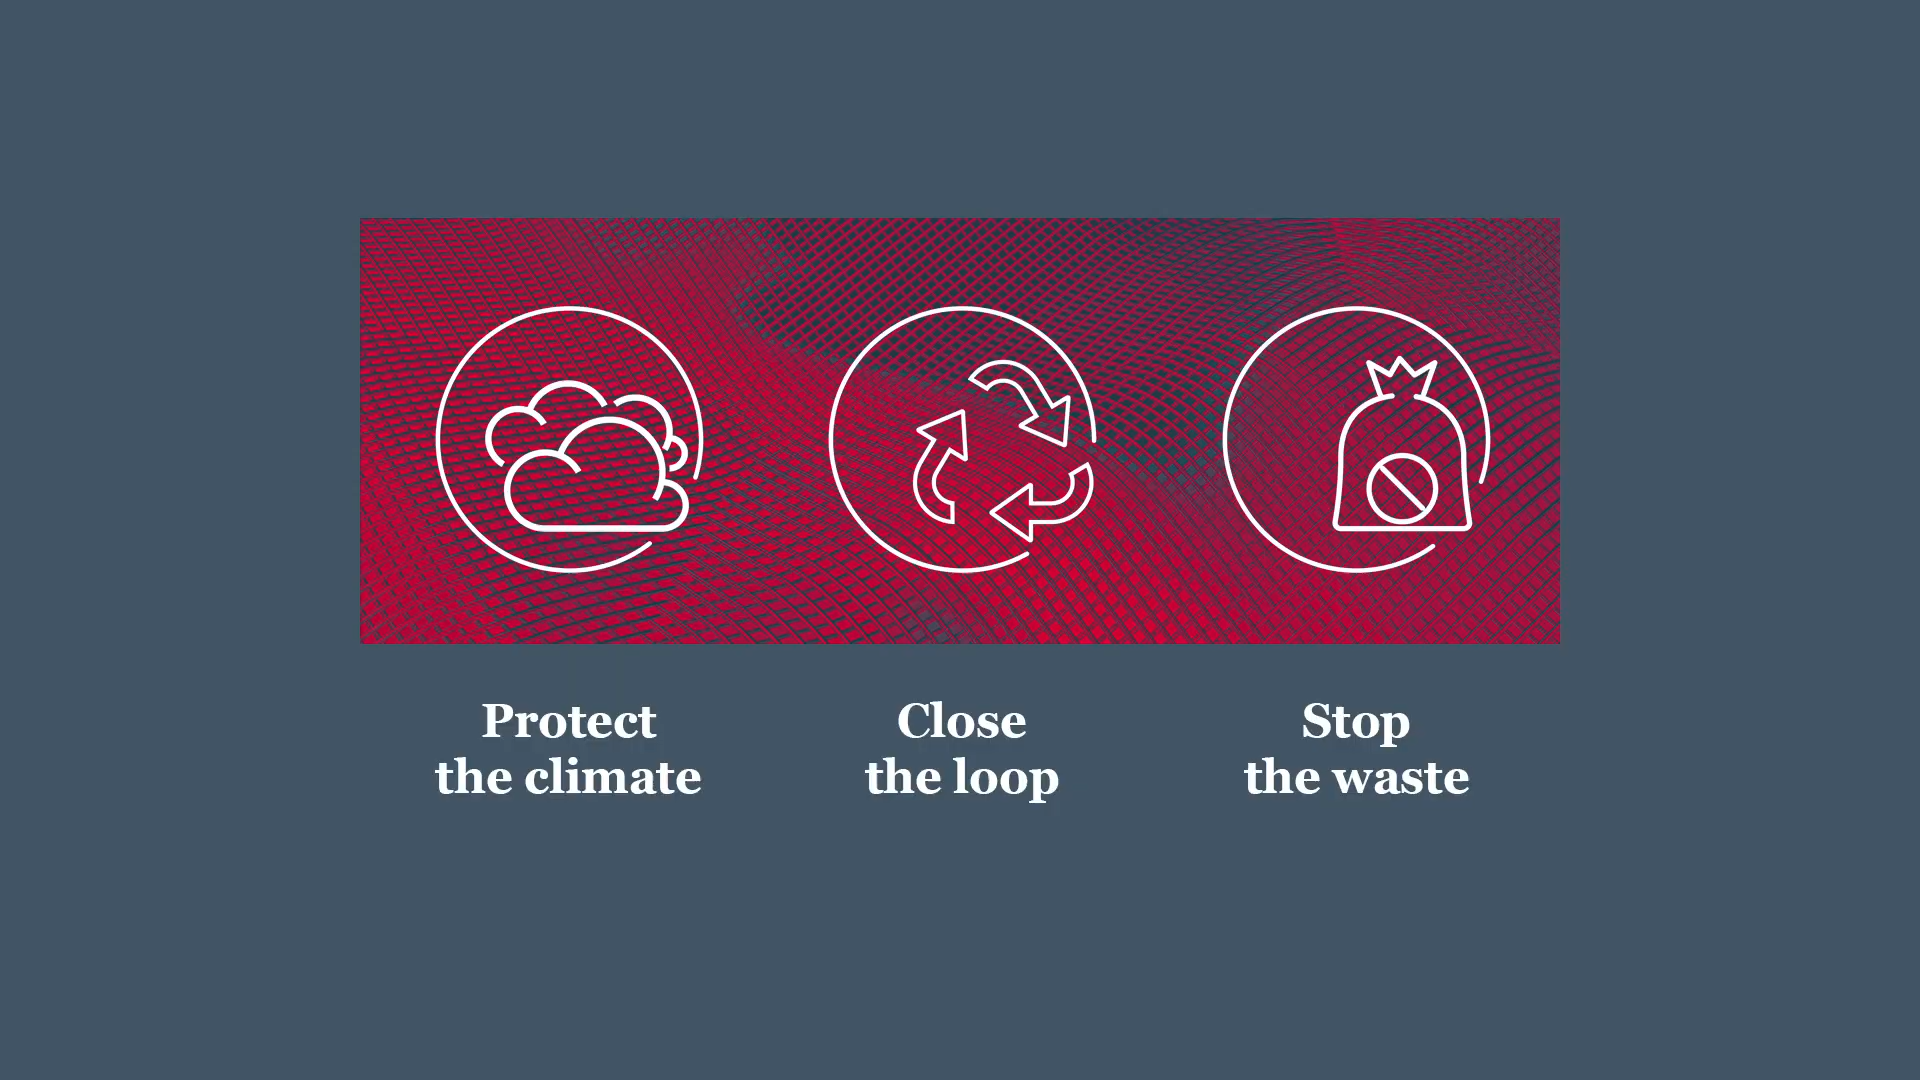 Protect
the climate
Close
the loop
Stop
the waste